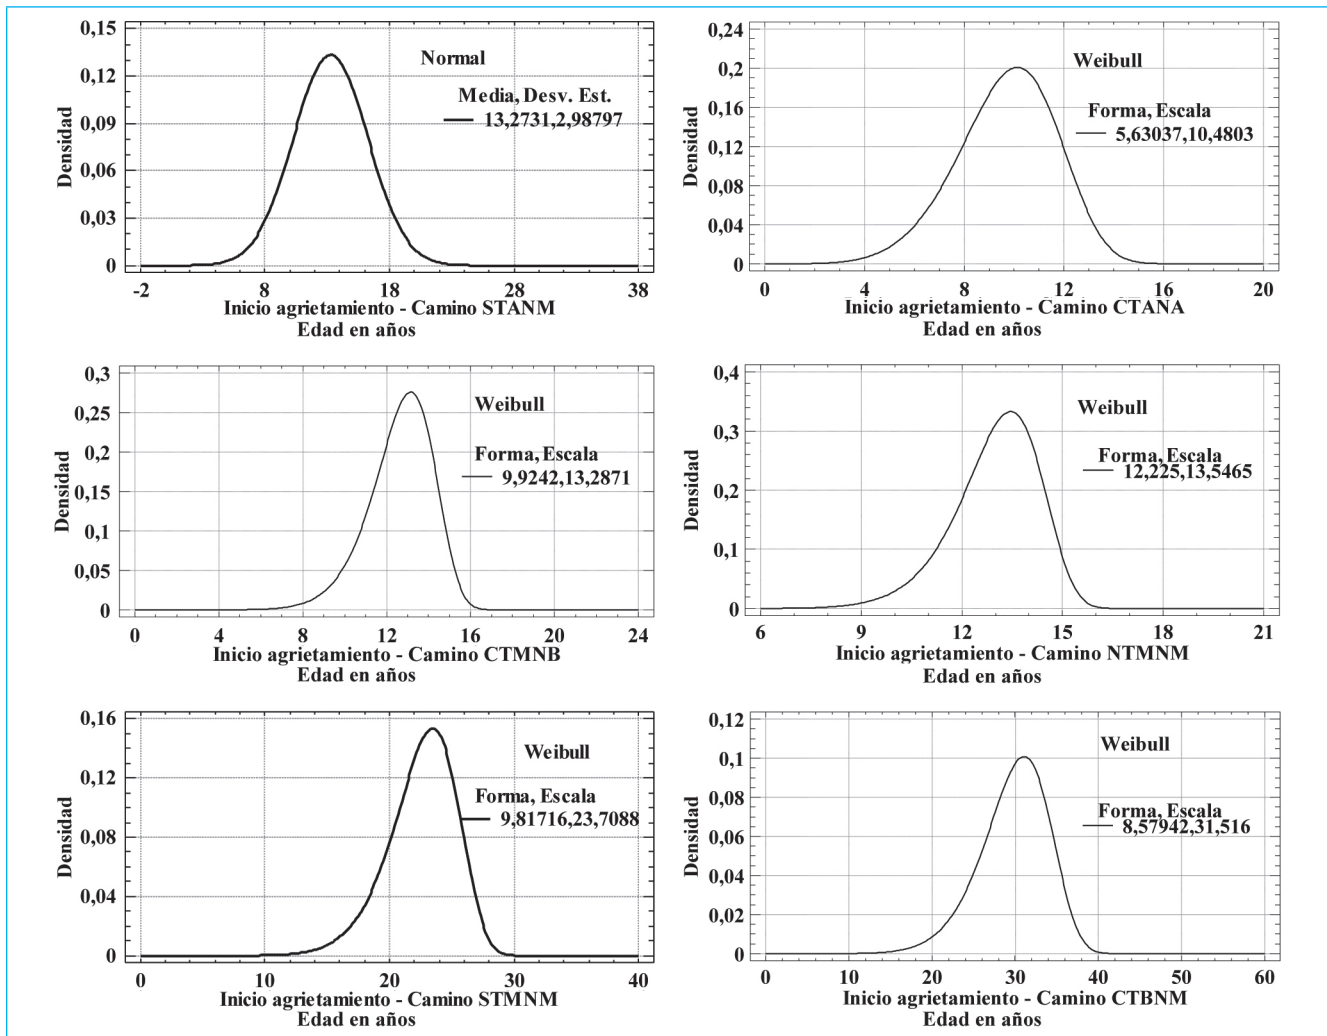 0,15
0,12
0,09
0,06
0,03
0
Densidad
Normal
Media, Desv. Est.
13,2731,2,98797
-2 8 18 28 38
Inicio agrietamiento - Camino STANM
Edad en años
0,24
0,2
0,16
0,12
0,08
0,04
0
Densidad
Weibull
Forma, Escala
5,63037,10,4803
0 4 8 12 16 20
Inicio agrietamiento - Camino CTANA
Edad en años
0,3
0,25
0,2
0,15
0,1
0,05
0
Densidad
Weibull
Forma, Escala
9,9242,13,2871
0 4 8 12 16 20 24
Inicio agrietamiento - Camino CTMNB
Edad en años
0,4
0,3
0,2
0,1
0
Densidad
Weibull
Forma, Escala
12,225,13,5465
6 9 12 15 18 21
Inicio agrietamiento - Camino NTMNM
Edad en años
0,16
0,12
0,08
0,04
0
Densidad
Weibull
Forma, Escala
9,81716,23,7088
0 10 20 30 40
Inicio agrietamiento - Camino STMNM
Edad en años
0,12
0,1
0,08
0,06
0,04
0,02
0
Densidad
Weibull
Forma, Escala
8,57942,31,516
0 10 20 30 40 50 60
Inicio agrietamiento - Camino CTBNM
Edad en años